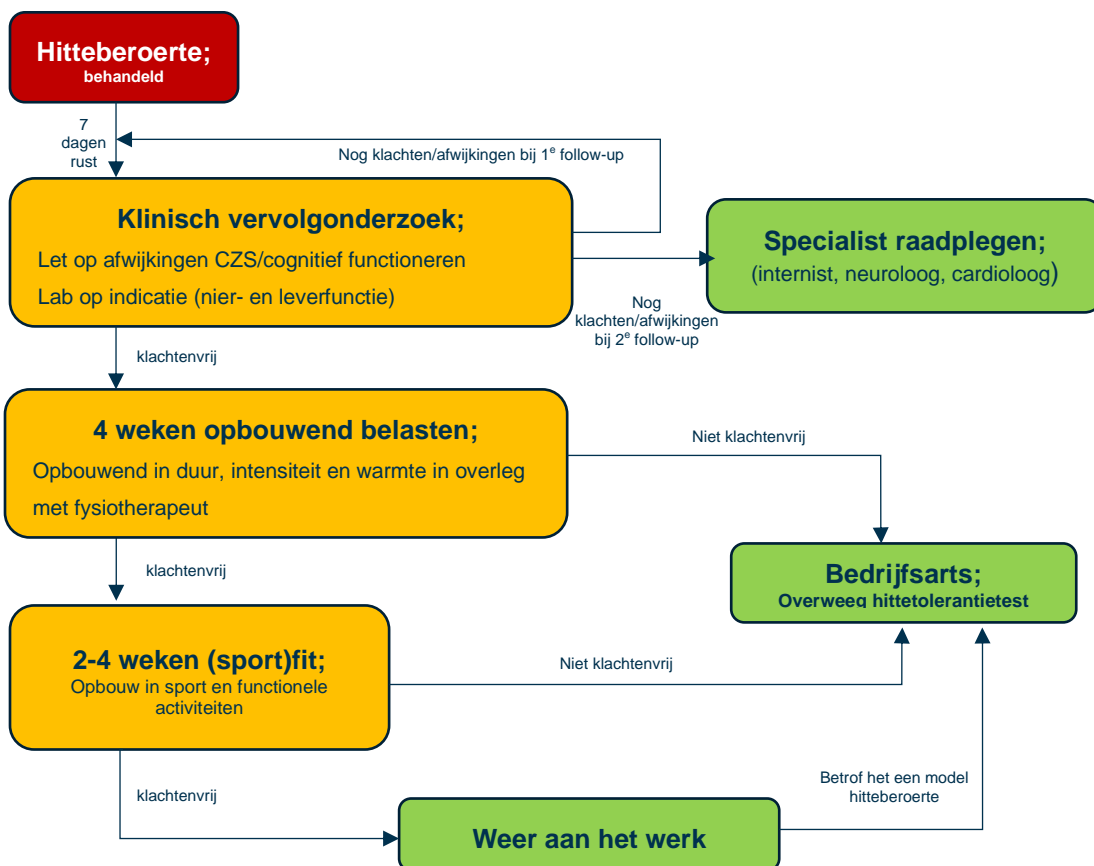 Hitteberoerte;
behandeld
7
dagen
rust
Nog klachten/afwijkingen bij 1e follow-up
Klinisch vervolgonderzoek;
Let op afwijkingen CZS/cognitief functioneren
Lab op indicatie (nier- en leverfunctie)
Specialist raadplegen;
(internist, neuroloog, cardioloog)
Nog
klachten/afwijkingen
bij 2e follow-up
klachtenvrij
4 weken opbouwend belasten;
Opbouwend in duur, intensiteit en warmte in overleg
met fysiotherapeut
Niet klachtenvrij
klachtenvrij
Bedrijfsarts;
Overweeg hittetolerantietest
2-4 weken (sport)fit;
Opbouw in sport en functionele
activiteiten
Niet klachtenvrij
klachtenvrij
Betrof het een model
hitteberoerte
Weer aan het werk